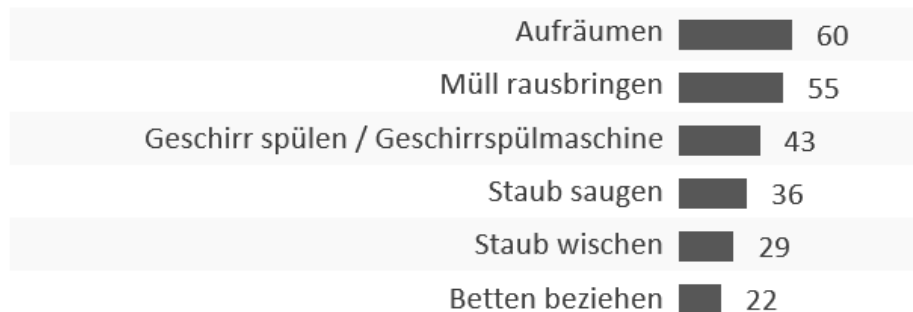 Aufräumen 60
Müll rausbringen 55
Geschirr spülen / Geschirrspülmaschine 43
Staub saugen 36
Staub wischen 29
Betten beziehen 22